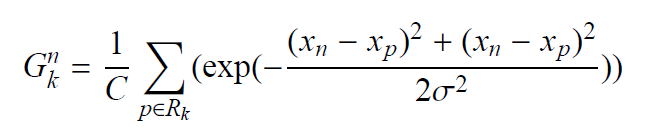 G_k^n = \frac{1}{C} \sum_{p \in R_k} (\exp(-\frac{(x_n - x_p)^2 + (x_n - x_p)^2}{2\sigma^2}))